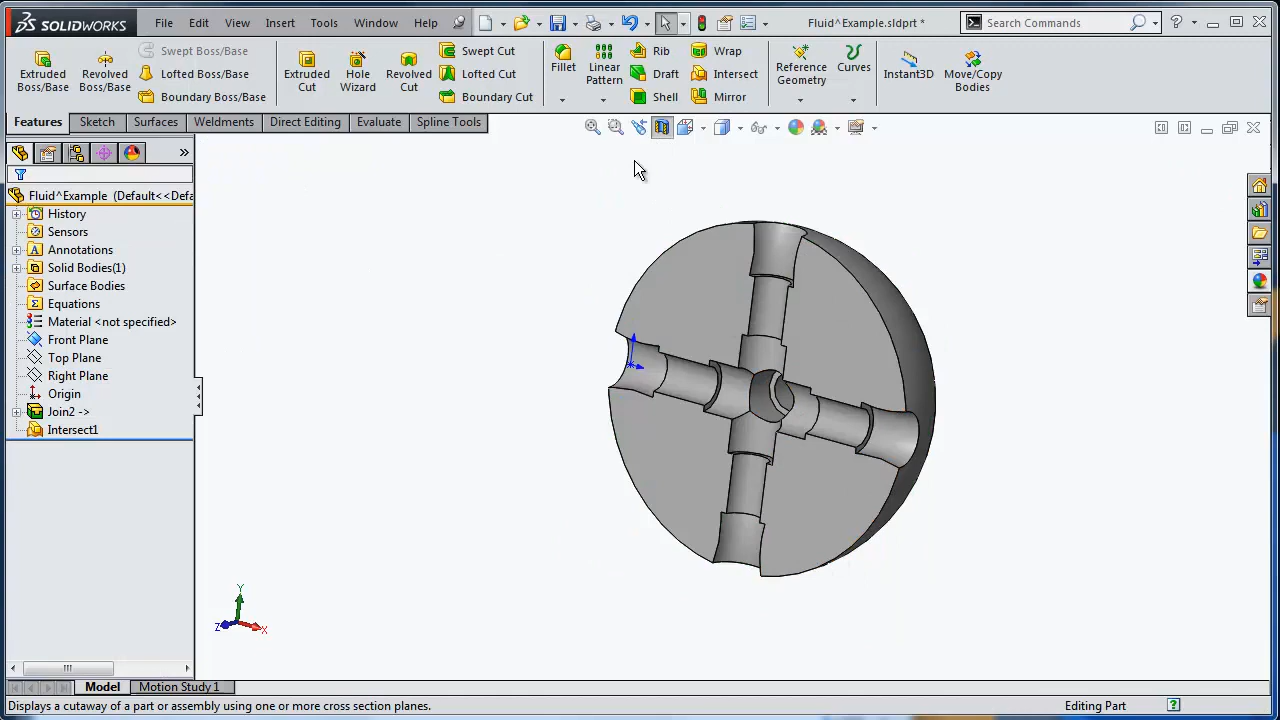 SOLIDWORKS File Edit View Insert Tools Window Help Fluid^Example.sldprt * Search Commands
Extruded Boss/Base
Revolved Boss/Base
Swept Boss/Base
Lofted Boss/Base
Boundary Boss/Base
Extruded Cut
Hole Wizard
Revolved Cut
Swept Cut
Lofted Cut
Boundary Cut
Fillet
Linear Pattern
Rib
Draft
Shell
Wrap
Intersect
Mirror
Reference Geometry
Curves
Instant3D
Move/Copy Bodies
Features Sketch Surfaces Weldments Direct Editing Evaluate Spline Tools
Fluid^Example (Default<<Defa
History
Sensors
Annotations
Solid Bodies(1)
Surface Bodies
Equations
Material <not specified>
Front Plane
Top Plane
Right Plane
Origin
Join2 ->
Intersect1
Y
Z X
Model Motion Study 1
Displays a cutaway of a part or assembly using one or more cross section planes. Editing Part